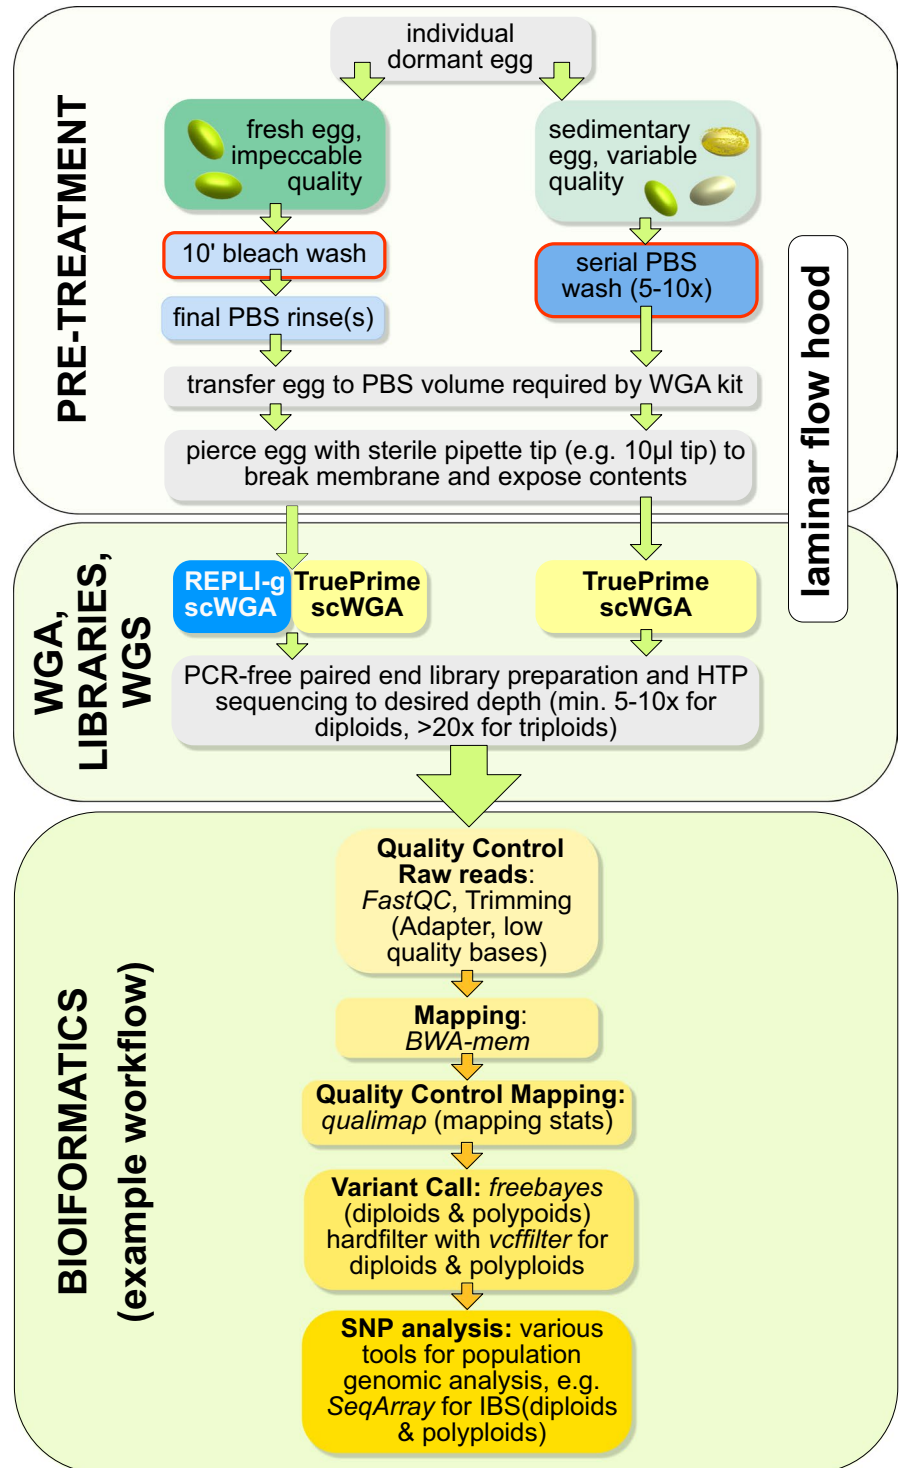 individual
dormant egg
PRE-TREATMENT
fresh egg,
impeccable
quality
sedimentary
egg, variable
quality
10' bleach wash
serial PBS
wash (5-10x)
final PBS rinse(s)
laminar flow hood
transfer egg to PBS volume required by WGA kit
pierce egg with sterile pipette tip (e.g. 10µl tip) to
break membrane and expose contents
WGA,
LIBRARIES,
WGS
REPLI-g
scWGA
TruePrime
scWGA
TruePrime
scWGA
PCR-free paired end library preparation and HTP
sequencing to desired depth (min. 5-10x for
diploids, >20x for triploids)
BIOIFORMATICS
(example workflow)
Quality Control
Raw reads:
FastQC, Trimming
(Adapter, low
quality bases)
Mapping:
BWA-mem
Quality Control Mapping:
qualimap (mapping stats)
Variant Call: freebayes
(diploids & polypoids)
hardfilter with vcffilter for
diploids & polyploids
SNP analysis: various
tools for population
genomic analysis, e.g.
SeqArray for IBS(diploids
& polyploids)